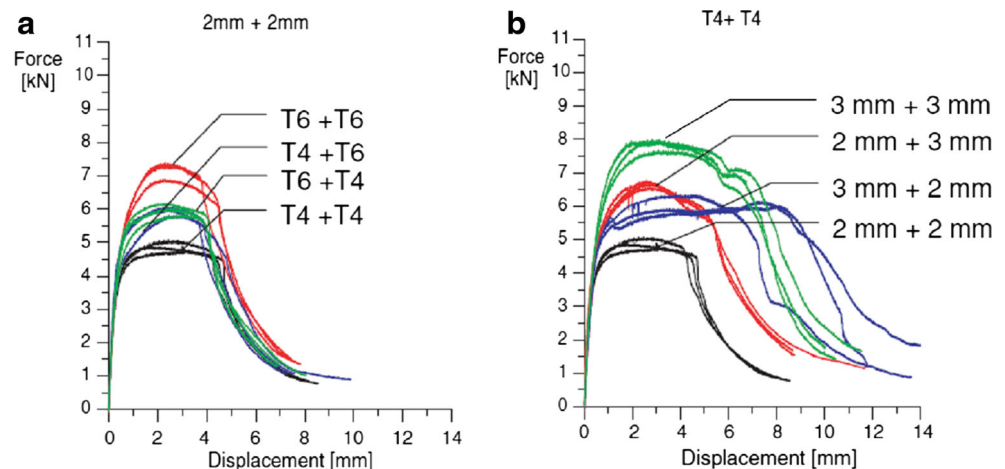 a
2mm + 2mm
Force
[kN]
11
10
9
8
7
6
5
4
3
2
1
0
T6 +T6
T4 +T6
T6 +T4
T4 +T4
0 2 4 6 8 10 12 14
Displacement [mm]
b
T4+ T4
Force
[kN]
11
10
9
8
7
6
5
4
3
2
1
0
3 mm + 3 mm
2 mm + 3 mm
3 mm + 2 mm
2 mm + 2 mm
0 2 4 6 8 10 12 14
Displacement [mm]